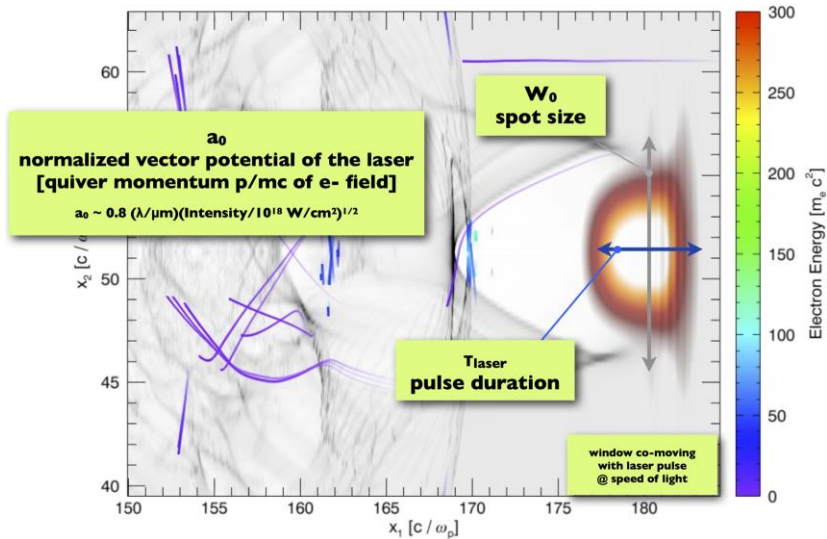 W₀
spot size
a₀
normalized vector potential of the laser
[quiver momentum p/mc of e- field]
a₀ ~ 0.8 (λ/μm)(Intensity/10¹⁸ W/cm²)¹/²
τlaser
pulse duration
window co-moving
with laser pulse
@ speed of light
60
50
45
40
x₂ [c / ω
150
155
160
165
170
175
180
x₁ [c / ωₚ]
300
250
200
150
100
50
0
Electron Energy [mₑ c²]